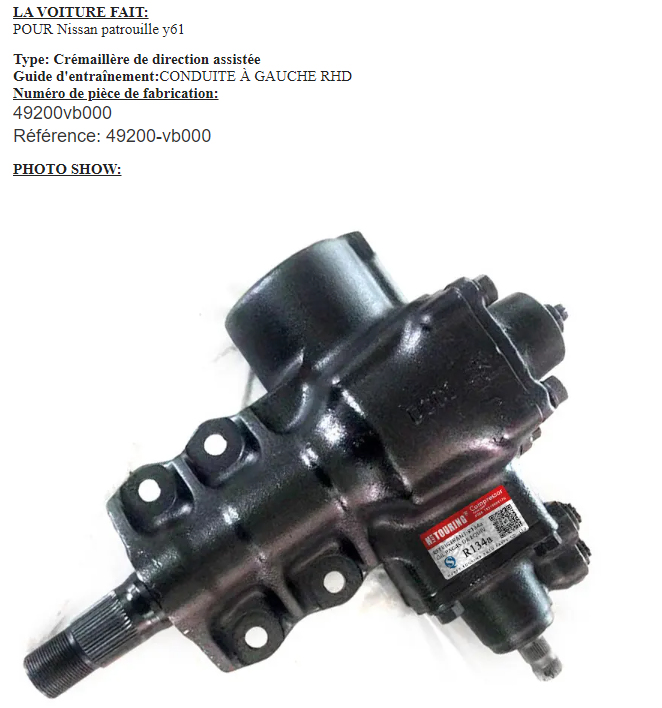 LA VOITURE FAIT:
POUR Nissan patrouille y61
Type: Crémaillère de direction assistée
Guide d'entraînement:CONDUITE À GAUCHE RHD
Numéro de pièce de fabrication:
49200vb000
Référence: 49200-vb000
PHOTO SHOW:
TOURING® Compressor
R134a